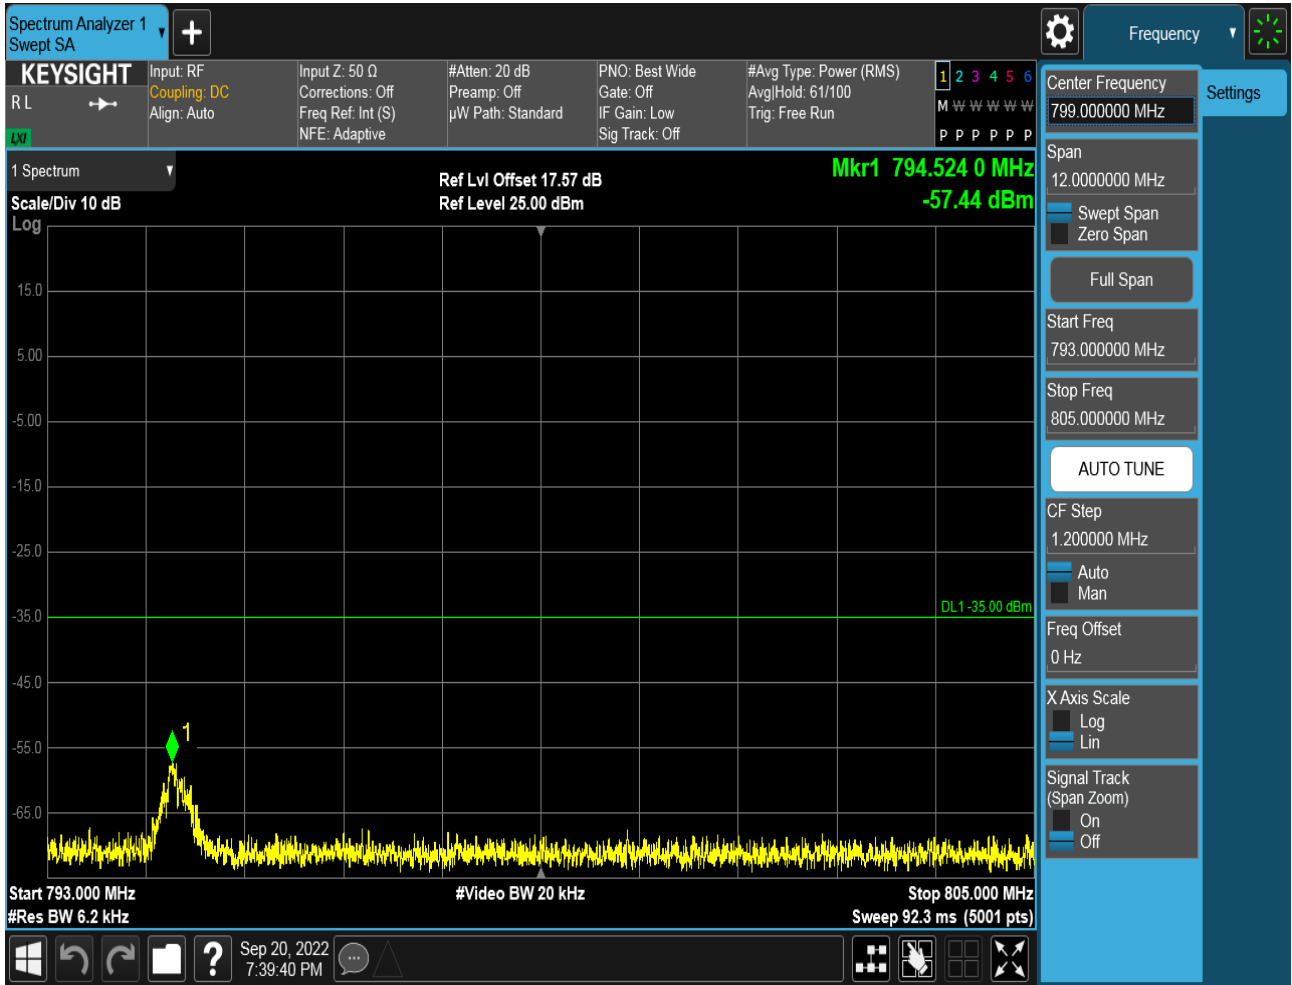 Spectrum Analyzer 1
Swept SA
Frequency
KEYSIGHT
R L
LXI
Input: RF
Coupling: DC
Align: Auto
Input Z: 50 Ω
Corrections: Off
Freq Ref: Int (S)
NFE: Adaptive
#Atten: 20 dB
Preamp: Off
µW Path: Standard
PNO: Best Wide
Gate: Off
IF Gain: Low
Sig Track: Off
#Avg Type: Power (RMS)
Avg|Hold: 61/100
Trig: Free Run
1 2 3 4 5 6
M W W W W W
P P P P P P
1 Spectrum
Scale/Div 10 dB
Log
Ref Lvl Offset 17.57 dB
Ref Level 25.00 dBm
Mkr1 794.524 0 MHz
-57.44 dBm
15.0
5.00
-5.00
-15.0
-25.0
-35.0
-45.0
-55.0
-65.0
DL1 -35.00 dBm
1
Start 793.000 MHz
#Res BW 6.2 kHz
#Video BW 20 kHz
Stop 805.000 MHz
Sweep 92.3 ms (5001 pts)
Center Frequency
799.000000 MHz
Span
12.0000000 MHz
Swept Span
Zero Span
Full Span
Start Freq
793.000000 MHz
Stop Freq
805.000000 MHz
AUTO TUNE
CF Step
1.200000 MHz
Auto
Man
Freq Offset
0 Hz
X Axis Scale
Log
Lin
Signal Track
(Span Zoom)
On
Off
Settings
?
Sep 20, 2022
7:39:40 PM